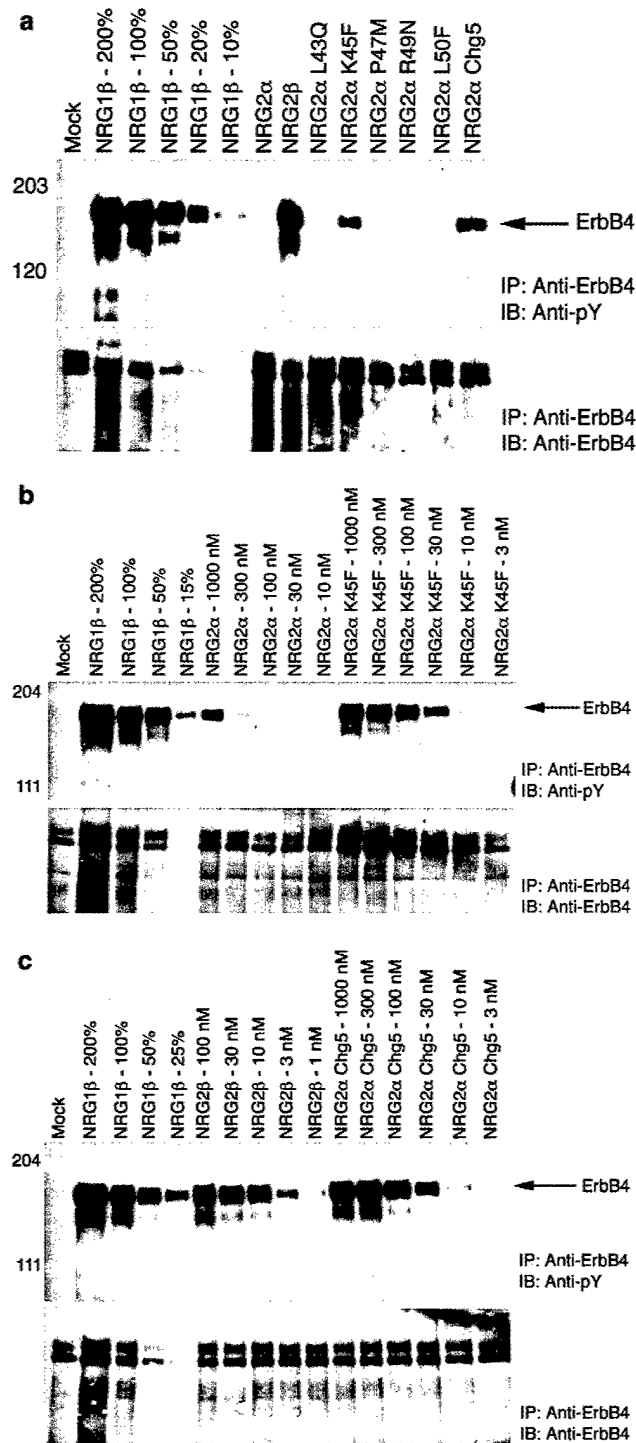 a
Mock
NRG1β - 200%
NRG1β - 100%
NRG1β - 50%
NRG1β - 20%
NRG1β - 10%
NRG2α
NRG2β
NRG2α L43Q
NRG2α K45F
NRG2α P47M
NRG2α R49N
NRG2α L50F
NRG2α Chg5
203
ErbB4
120
IP: Anti-ErbB4
IB: Anti-pY
IP: Anti-ErbB4
IB: Anti-ErbB4
b
Mock
NRG1β - 200%
NRG1β - 100%
NRG1β - 50%
NRG1β - 15%
NRG2α - 1000 nM
NRG2α - 300 nM
NRG2α - 100 nM
NRG2α - 30 nM
NRG2α - 10 nM
NRG2α K45F - 1000 nM
NRG2α K45F - 300 nM
NRG2α K45F - 100 nM
NRG2α K45F - 30 nM
NRG2α K45F - 10 nM
NRG2α K45F - 3 nM
204
ErbB4
111
IP: Anti-ErbB4
IB: Anti-pY
IP: Anti-ErbB4
IB: Anti-ErbB4
c
Mock
NRG1β - 200%
NRG1β - 100%
NRG1β - 50%
NRG1β - 25%
NRG2β - 100 nM
NRG2β - 30 nM
NRG2β - 10 nM
NRG2β - 3 nM
NRG2β - 1 nM
NRG2α Chg5 - 1000 nM
NRG2α Chg5 - 300 nM
NRG2α Chg5 - 100 nM
NRG2α Chg5 - 30 nM
NRG2α Chg5 - 10 nM
NRG2α Chg5 - 3 nM
204
ErbB4
111
IP: Anti-ErbB4
IB: Anti-pY
IP: Anti-ErbB4
IB: Anti-ErbB4